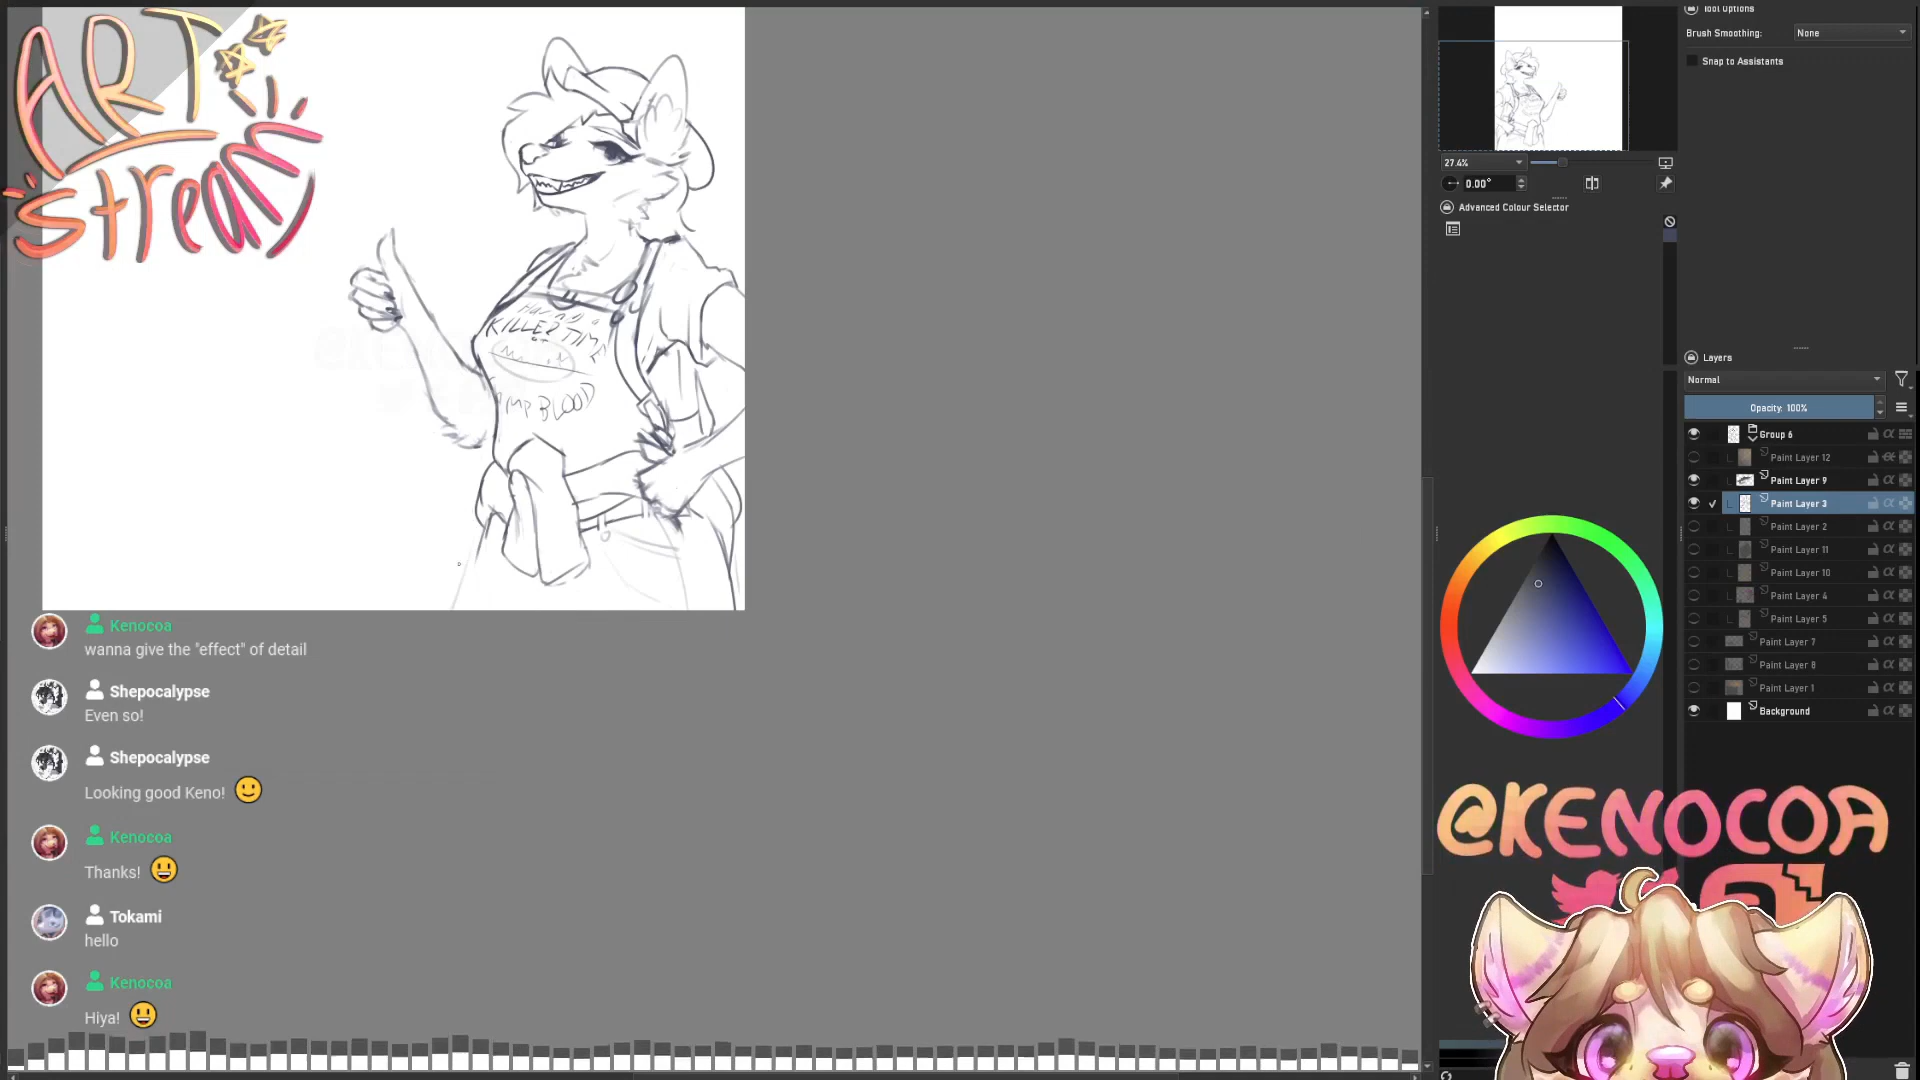 ART
stream
KILLER TIME
BLOOD
Kenocoa
wanna give the "effect" of detail
Shepocalypse
Even so!
Shepocalypse
Looking good Keno!
Kenocoa
Thanks!
Tokami
hello
Kenocoa
Hiya!
27.4%
0.00°
Advanced Colour Selector
Tool Options
Brush Smoothing: None
Snap to Assistants
Layers
Normal
Opacity: 100%
Group 6
Paint Layer 12
Paint Layer 9
Paint Layer 3
Paint Layer 2
Paint Layer 11
Paint Layer 10
Paint Layer 4
Paint Layer 5
Paint Layer 7
Paint Layer 8
Paint Layer 1
Background
@KENOCOA